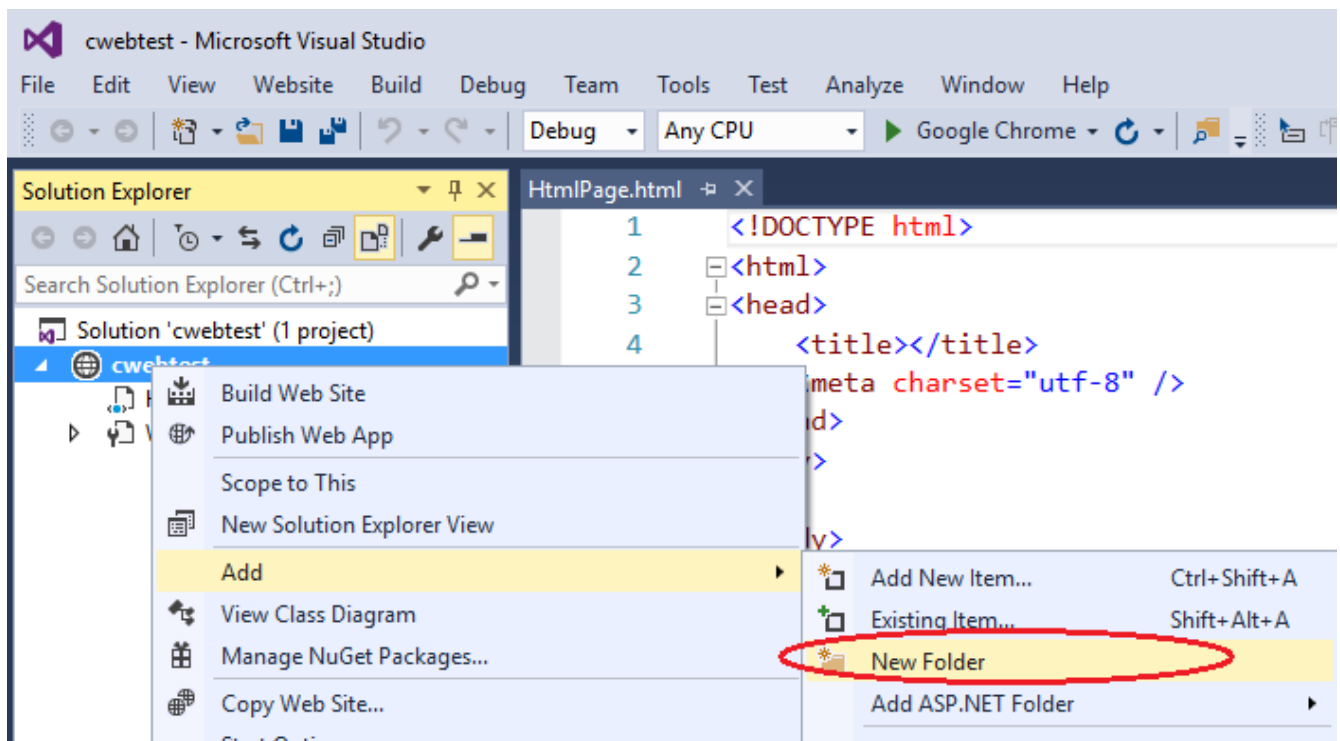 cwebtest - Microsoft Visual Studio
File Edit View Website Build Debug Team Tools Test Analyze Window Help
Debug Any CPU Google Chrome
Solution Explorer
Search Solution Explorer (Ctrl+;)
Solution 'cwebtest' (1 project)
cwebtest
Build Web Site
Publish Web App
Scope to This
New Solution Explorer View
Add
View Class Diagram
Manage NuGet Packages...
Copy Web Site...
HtmlPage.html
1 <!DOCTYPE html>
2 <html>
3 <head>
4 <title></title>
meta charset="utf-8" />
d>
>
ly>
Add New Item... Ctrl+Shift+A
Existing Item... Shift+Alt+A
New Folder
Add ASP.NET Folder